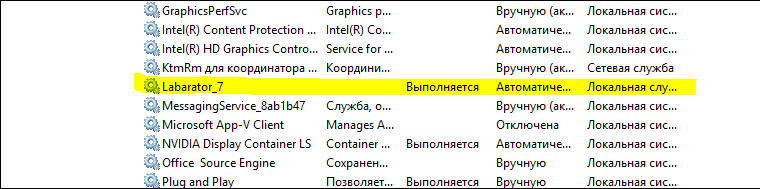 GraphicsPerfSvc Graphics p... Вручную (ак... Локальная сис...
Intel(R) Content Protection ... Intel(R) Co... Вручную Локальная сис...
Intel(R) HD Graphics Contro... Service for ... Автоматиче... Локальная сис...
KtmRm для координатора ... Координи... Вручную (ак... Сетевая служба
Labarator_7 Выполняется Автоматиче... Локальная слу...
MessagingService_8ab1b47 Служба, о... Вручную (ак... Локальная сис...
Microsoft App-V Client Manages A... Отключена Локальная сис...
NVIDIA Display Container LS Container ... Выполняется Автоматиче... Локальная сис...
Office Source Engine Сохранен... Вручную Локальная сис...
Plug and Play Позволяет... Выполняется Вручную Локальная сис...